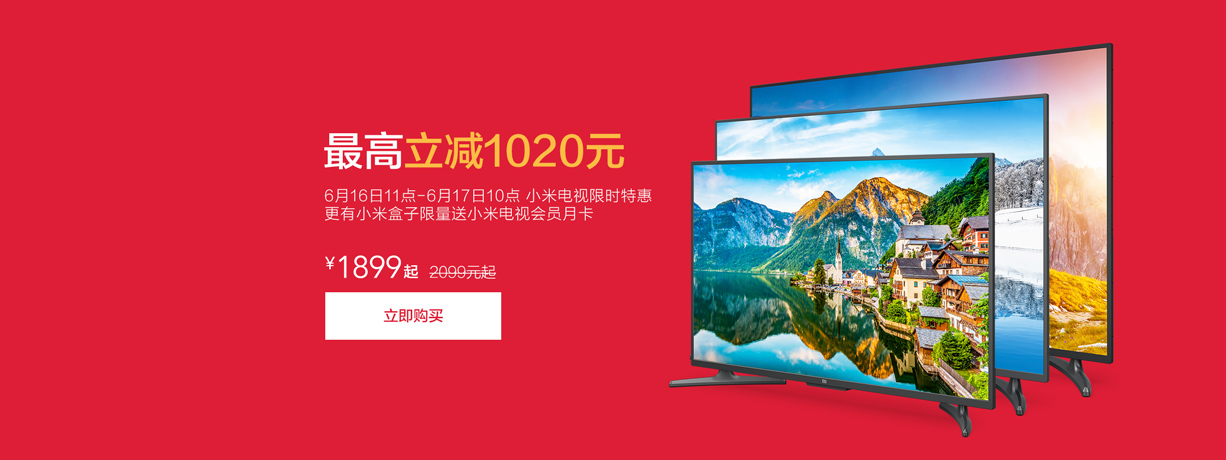 最高立减1020元
6月16日11点-6月17日10点 小米电视限时特惠
更有小米盒子限量送小米电视会员月卡
¥1899起 2099元起
立即购买